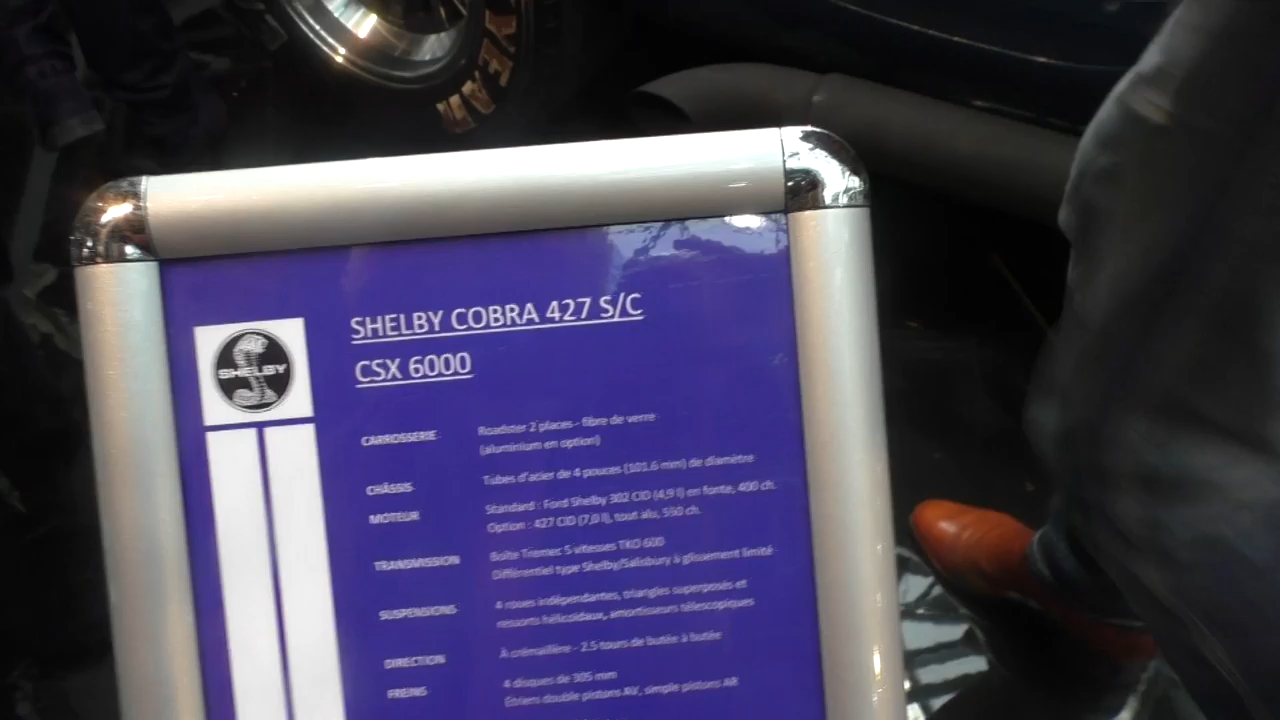 YEAR
SHELBY COBRA 427 S/C
CSX 6000
SHELBY
CARROSSERIE
Roadster 2 places - fibre de verre
(aluminium en option)
CHÂSSIS
Tubes d'acier de 4 pouces (101.6 mm) de diamètre
MOTEUR
Standard : Ford Shelby 302 CID (4,9 l) en fonte, 400 ch.
Option : 427 CID (7,0 l), tout alu, 550 ch.
TRANSMISSION
Boîte Tremec 5 vitesses TKO 600
Différentiel type Shelby/Salisbury à glissement limité
SUSPENSIONS
4 roues indépendantes, triangles superposés et
ressorts hélicoïdaux, amortisseurs télescopiques
DIRECTION
À crémaillère - 2.5 tours de butée à butée
FREINS
4 disques de 305 mm
Etriers double pistons AV, simple pistons AR